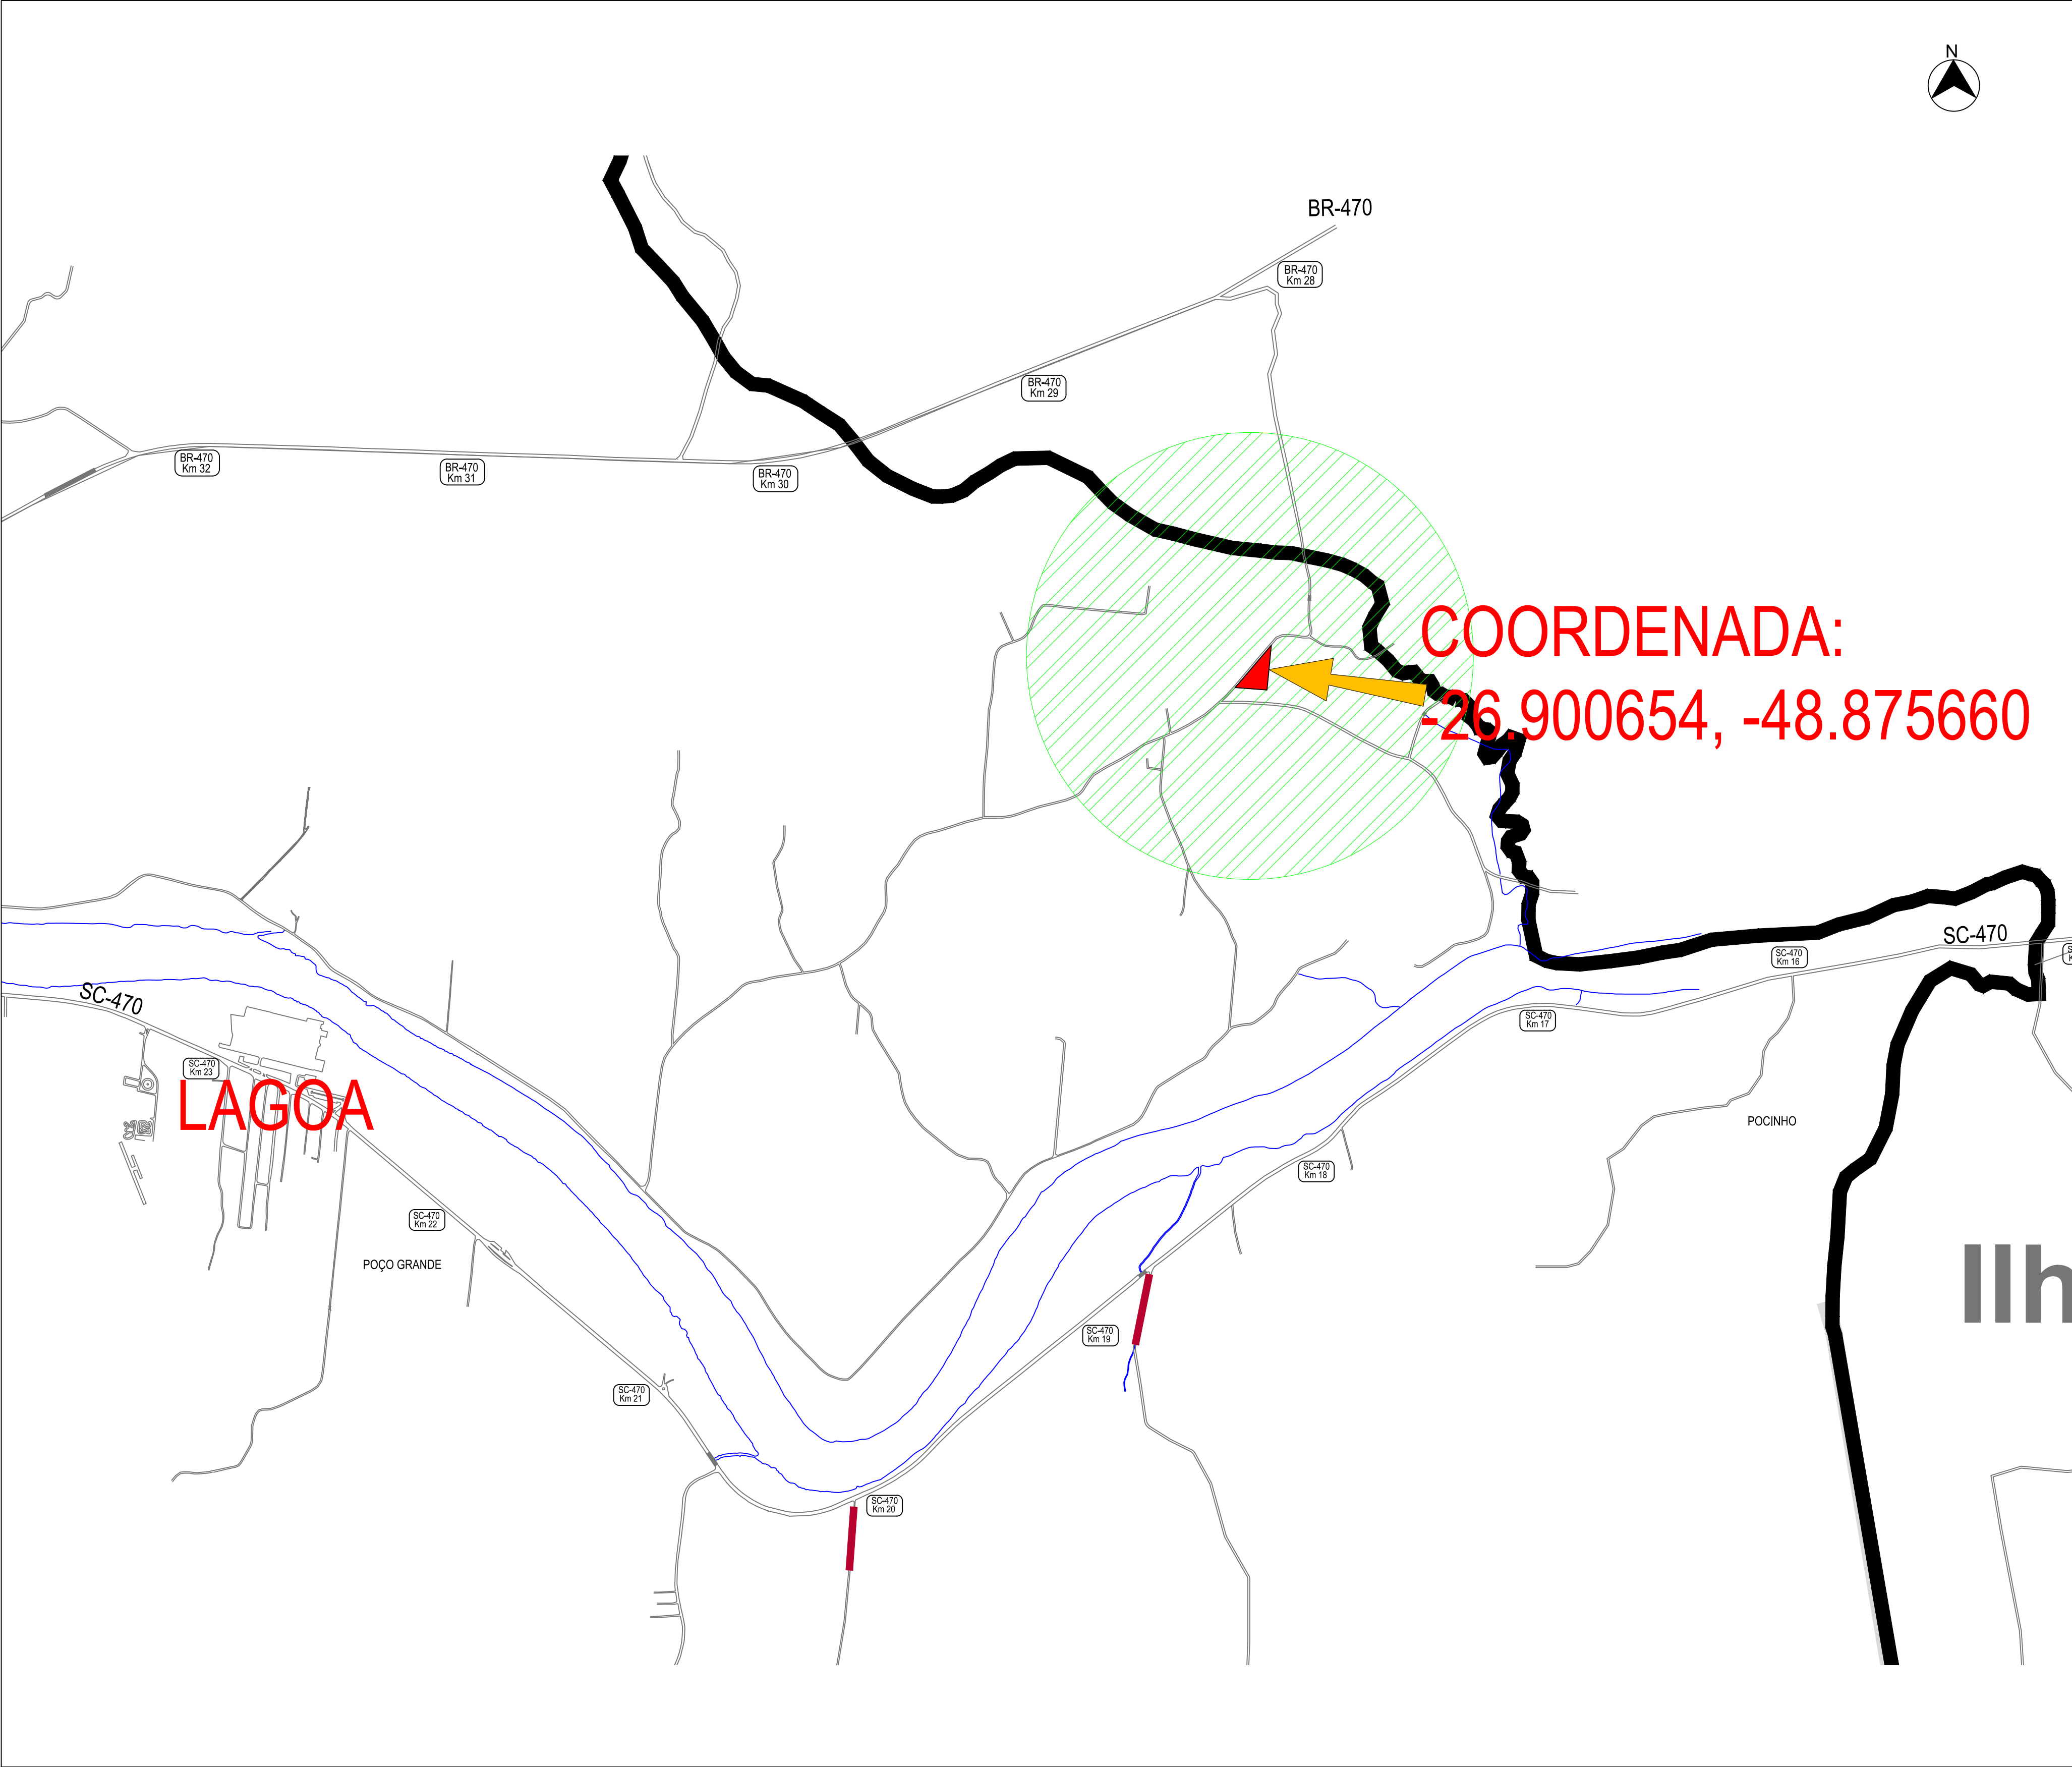 N
BR-470
BR-470
Km 28
BR-470
Km 29
BR-470
Km 32
BR-470
Km 31
BR-470
Km 30
COORDENADA:
-26.900654, -48.875660
SC-470
SC-470
Km 16
SC-470
SC-470
Km 17
SC-470
Km 23
LAGOA
POCINHO
SC-470
Km 18
SC-470
Km 22
POÇO GRANDE
Ilh
SC-470
Km 19
SC-470
Km 21
SC-470
Km 20